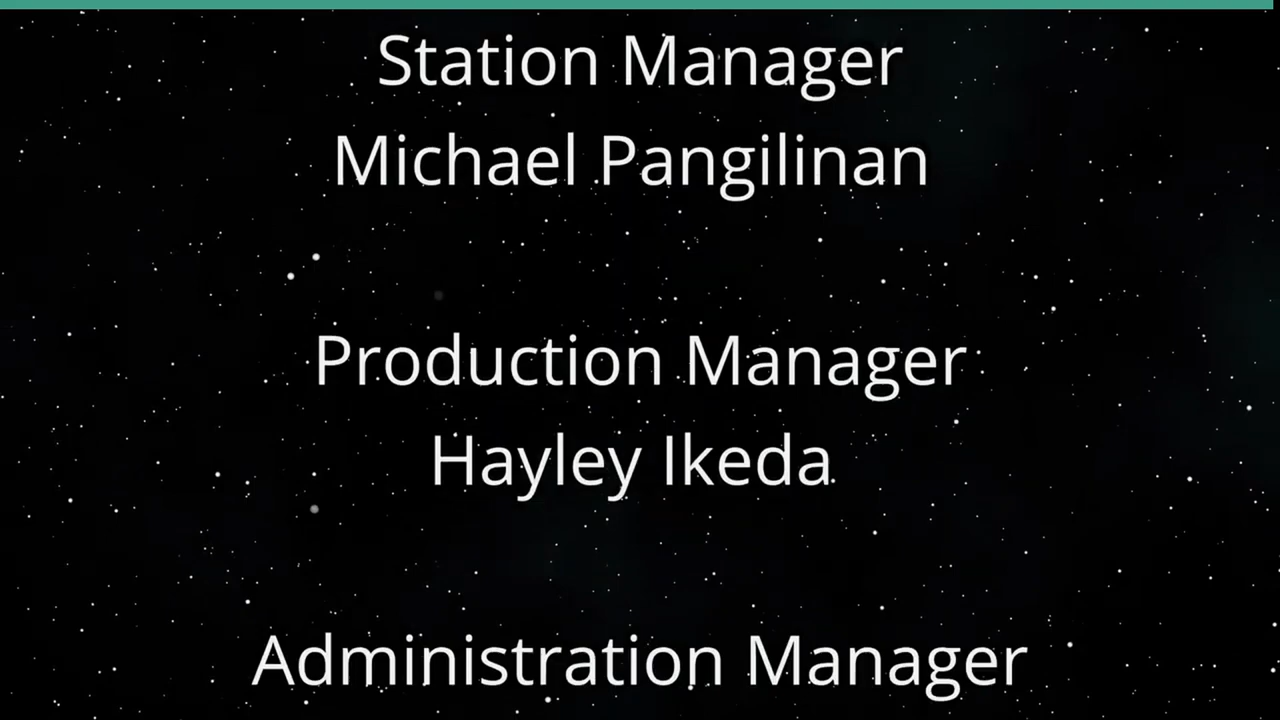 Station Manager
Michael Pangilinan
Production Manager
Hayley Ikeda
Administration Manager